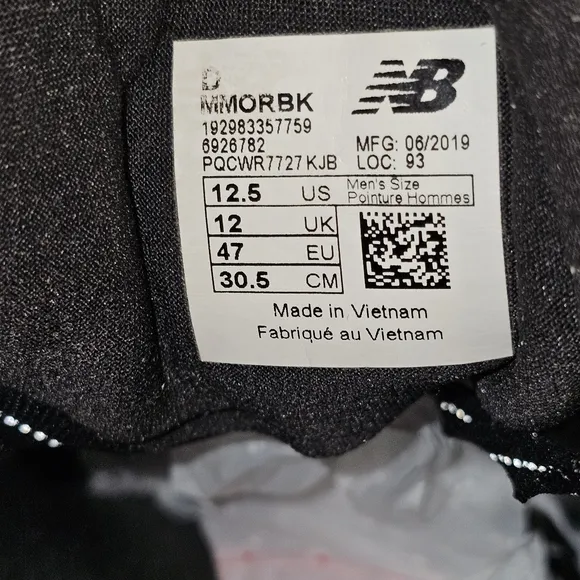 D
MMORBK
NB
192983357759
6926782
MFG: 06/2019
PQCWR7727 KJB
LOC: 93
12.5 US
Men's Size
Pointure Hommes
12 UK
47 EU
30.5 CM
Made in Vietnam
Fabriqué au Vietnam